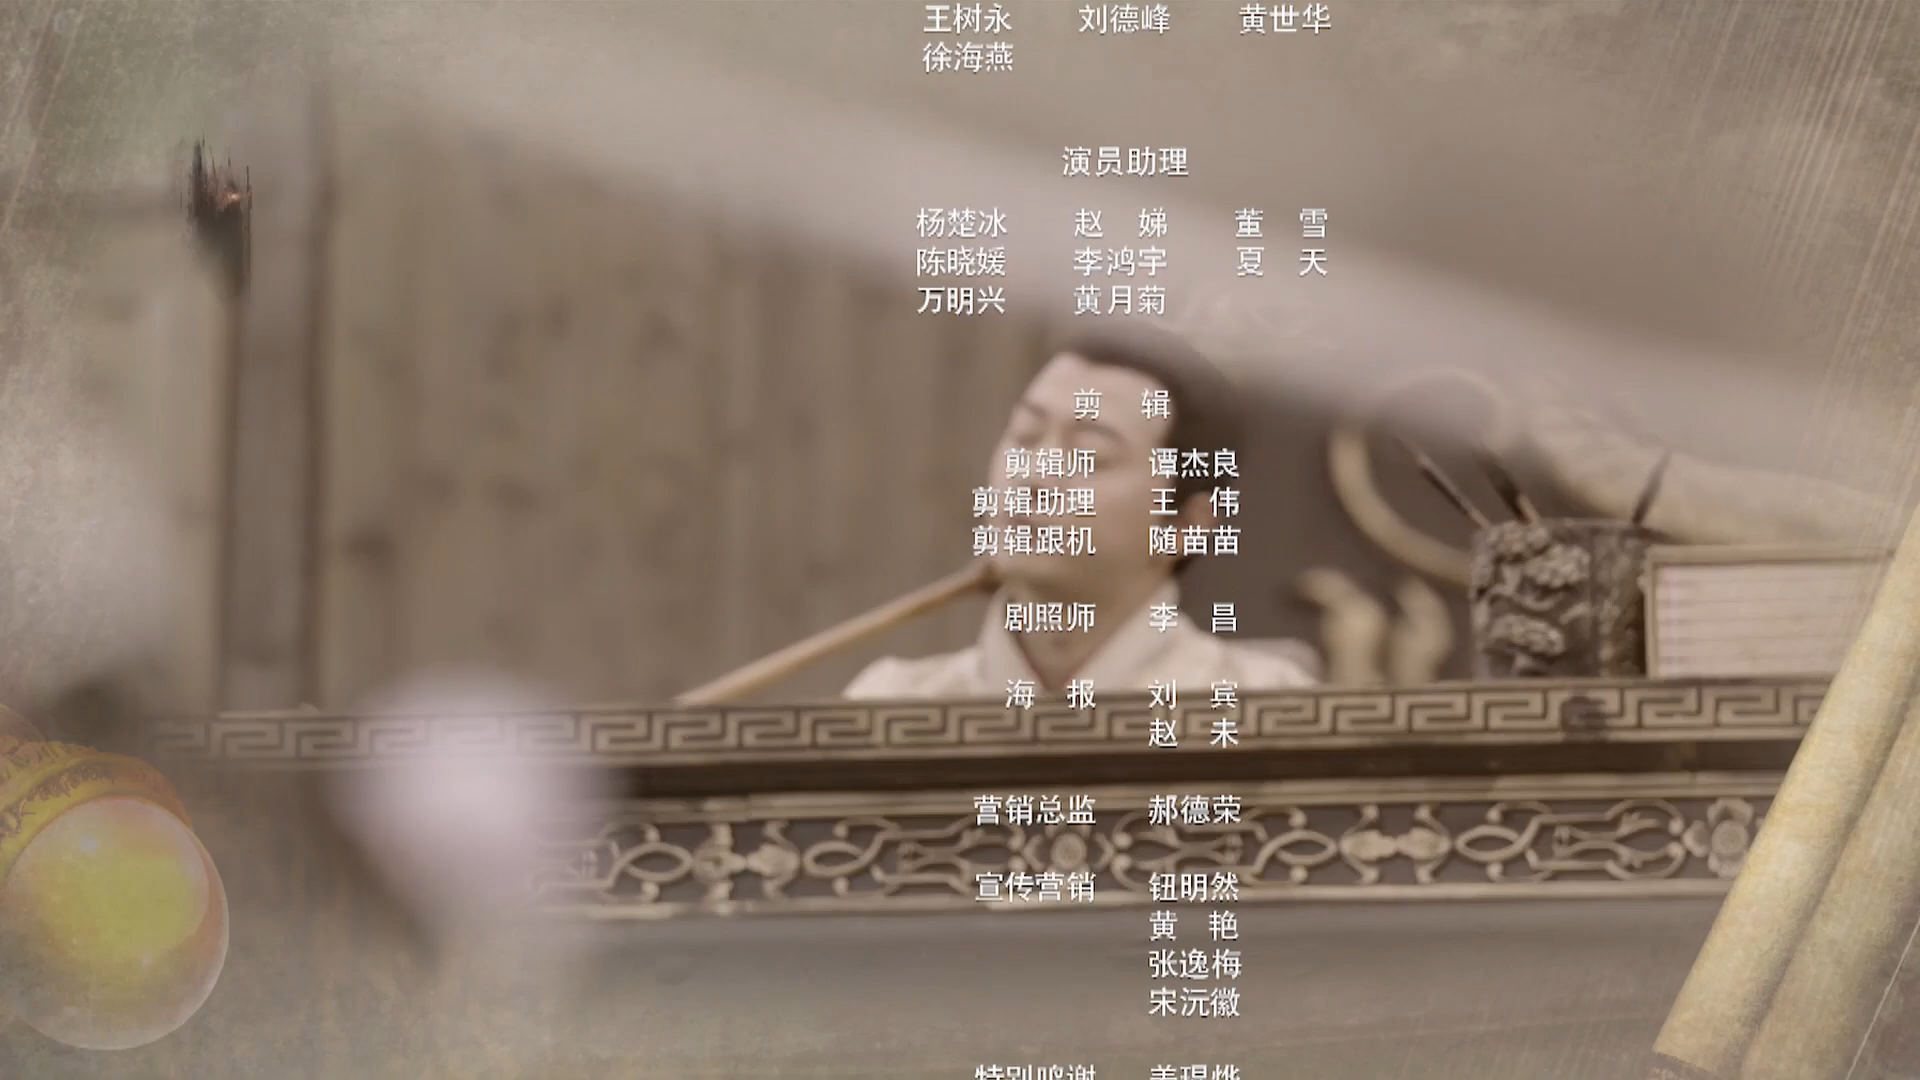 王树永 刘德峰 黄世华
徐海燕
演员助理
杨楚冰 赵 娣 董 雪
陈晓媛 李鸿宇 夏 天
万明兴 黄月菊
剪 辑
剪辑师 谭杰良
剪辑助理 王 伟
剪辑跟机 随苗苗
剧照师 李 昌
海 报 刘 宾
赵 未
营销总监 郝德荣
宣传营销 钮明然
黄 艳
张逸梅
宋沅徽
特别鸣谢